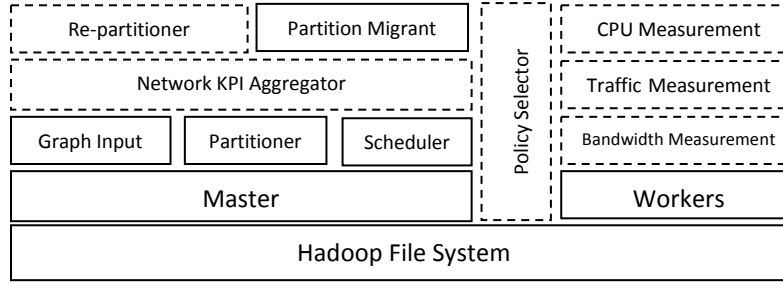 Re-partitioner
Partition Migrant
Policy Selector
CPU Measurement
Network KPI Aggregator
Traffic Measurement
Graph Input
Partitioner
Scheduler
Bandwidth Measurement
Master
Workers
Hadoop File System